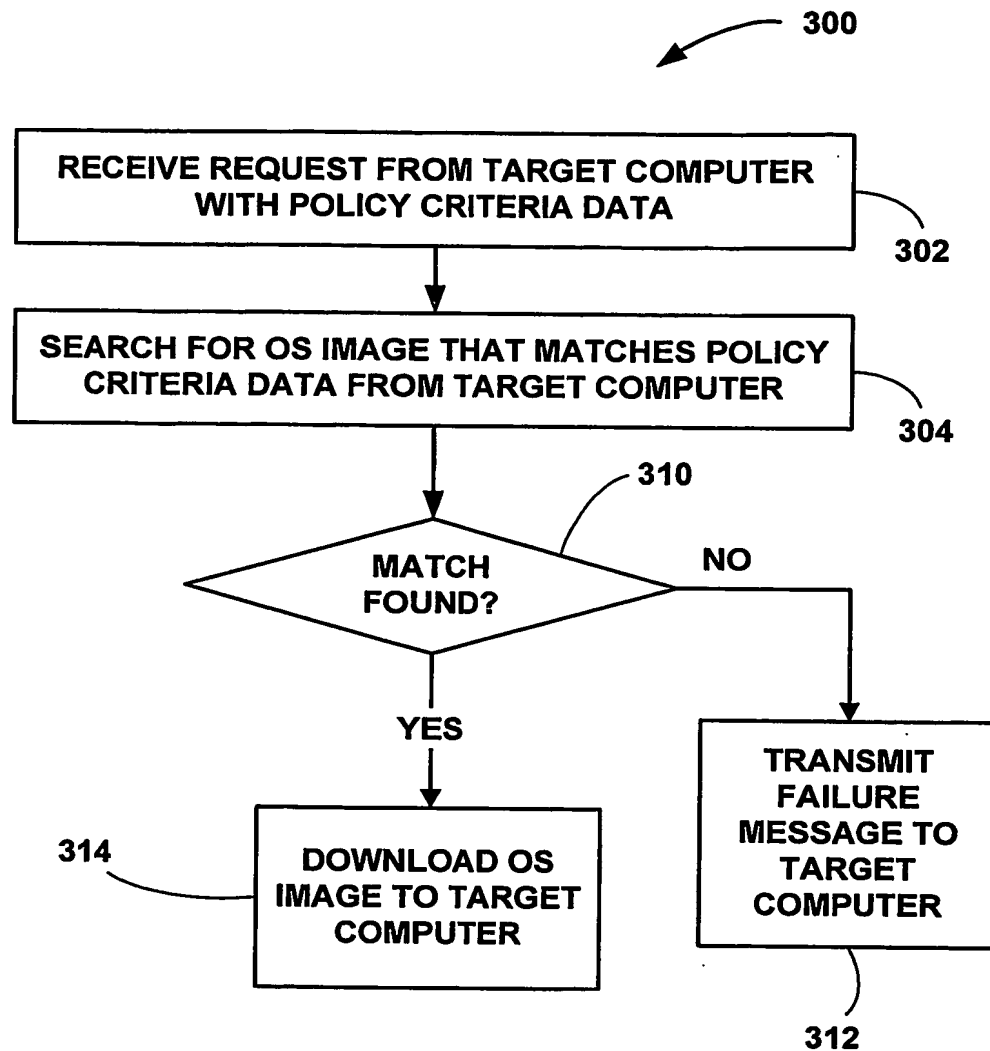 300
RECEIVE REQUEST FROM TARGET COMPUTER
WITH POLICY CRITERIA DATA
302
SEARCH FOR OS IMAGE THAT MATCHES POLICY
CRITERIA DATA FROM TARGET COMPUTER
304
310
MATCH
FOUND?
NO
YES
TRANSMIT
FAILURE
MESSAGE TO
TARGET
COMPUTER
314
DOWNLOAD OS
IMAGE TO TARGET
COMPUTER
312